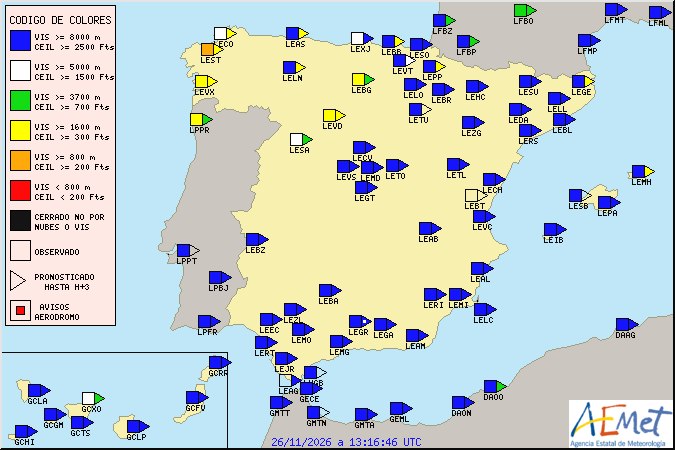 CODIGO DE COLORES
VIS >= 8000 m
CEIL >= 2500 Fts
VIS >= 5000 m
CEIL >= 1500 Fts
VIS >= 3700 m
CEIL >= 700 Fts
VIS >= 1600 m
CEIL >= 300 Fts
VIS >= 800 m
CEIL >= 200 Fts
VIS < 800 m
CEIL < 200 Fts
CERRADO NO POR
NUBES O VIS
OBSERVADO
PRONOSTICADO
HASTA H+3
AVISOS
AERODROMO
LFBO
LFMT
LFML
LFBZ
LECO
LEAS
LEXJ
LEBB
LESO
LFBP
LFMP
LEST
LEVT
LEPP
LELN
LEVX
LEBG
LELO
LEBR
LEHC
LESU
LEGE
LELL
LETU
LEDA
LEBL
LPPR
LEVD
LEZG
LERS
LESA
LECV
LEVS
LEMD
LETO
LETL
LEMH
LEGT
LECH
LEBT
LESB
LEPA
LEVC
LEAB
LEIB
LEBZ
LPPT
LEAL
LPBJ
LEBA
LERI
LEMI
LEZL
LELC
LPFR
LEEC
LEMO
LEGR
LEGA
DAAG
LERT
LEMG
LEAM
LEJR
GCRR
LEAG
LXGB
GECE
DAOO
GCLA
GCXO
GCFV
GMTT
GEML
DAON
GCGM
GCTS
GCLP
GMTN
GMTA
GCHI
26/11/2026 a 13:16:46 UTC
AEMet
Agencia Estatal de Meteorología